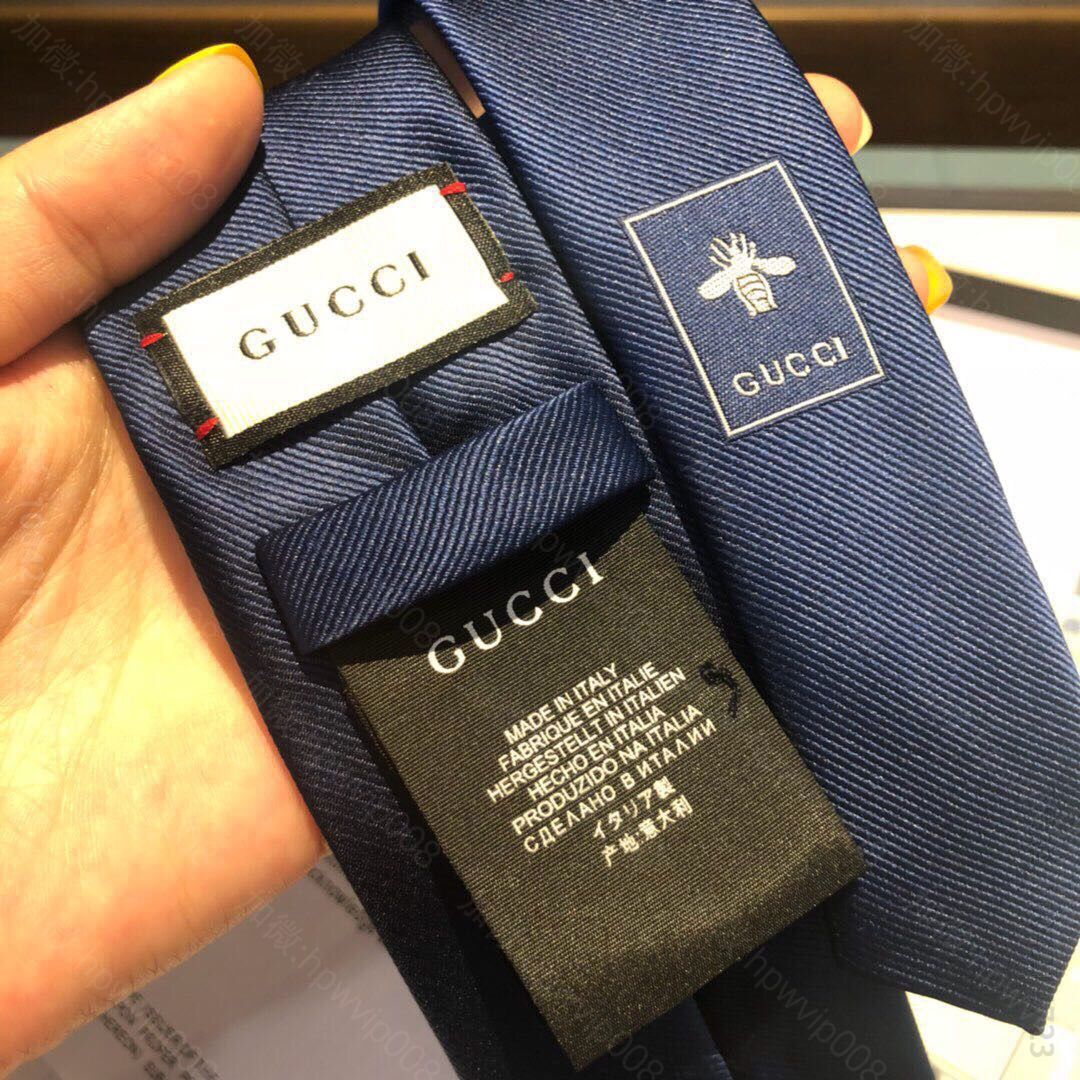 GUCCI
GUCCI
GUCCI
MADE IN ITALY
FABRIQUE EN ITALIE
HERGESTELLT IN ITALIEN
HECHO EN ITALIA
PRODUZIDO NA ITALIA
СДЕЛАНО В ИТАЛИИ
イタリア製
产地:意大利
加微:hpwvip008